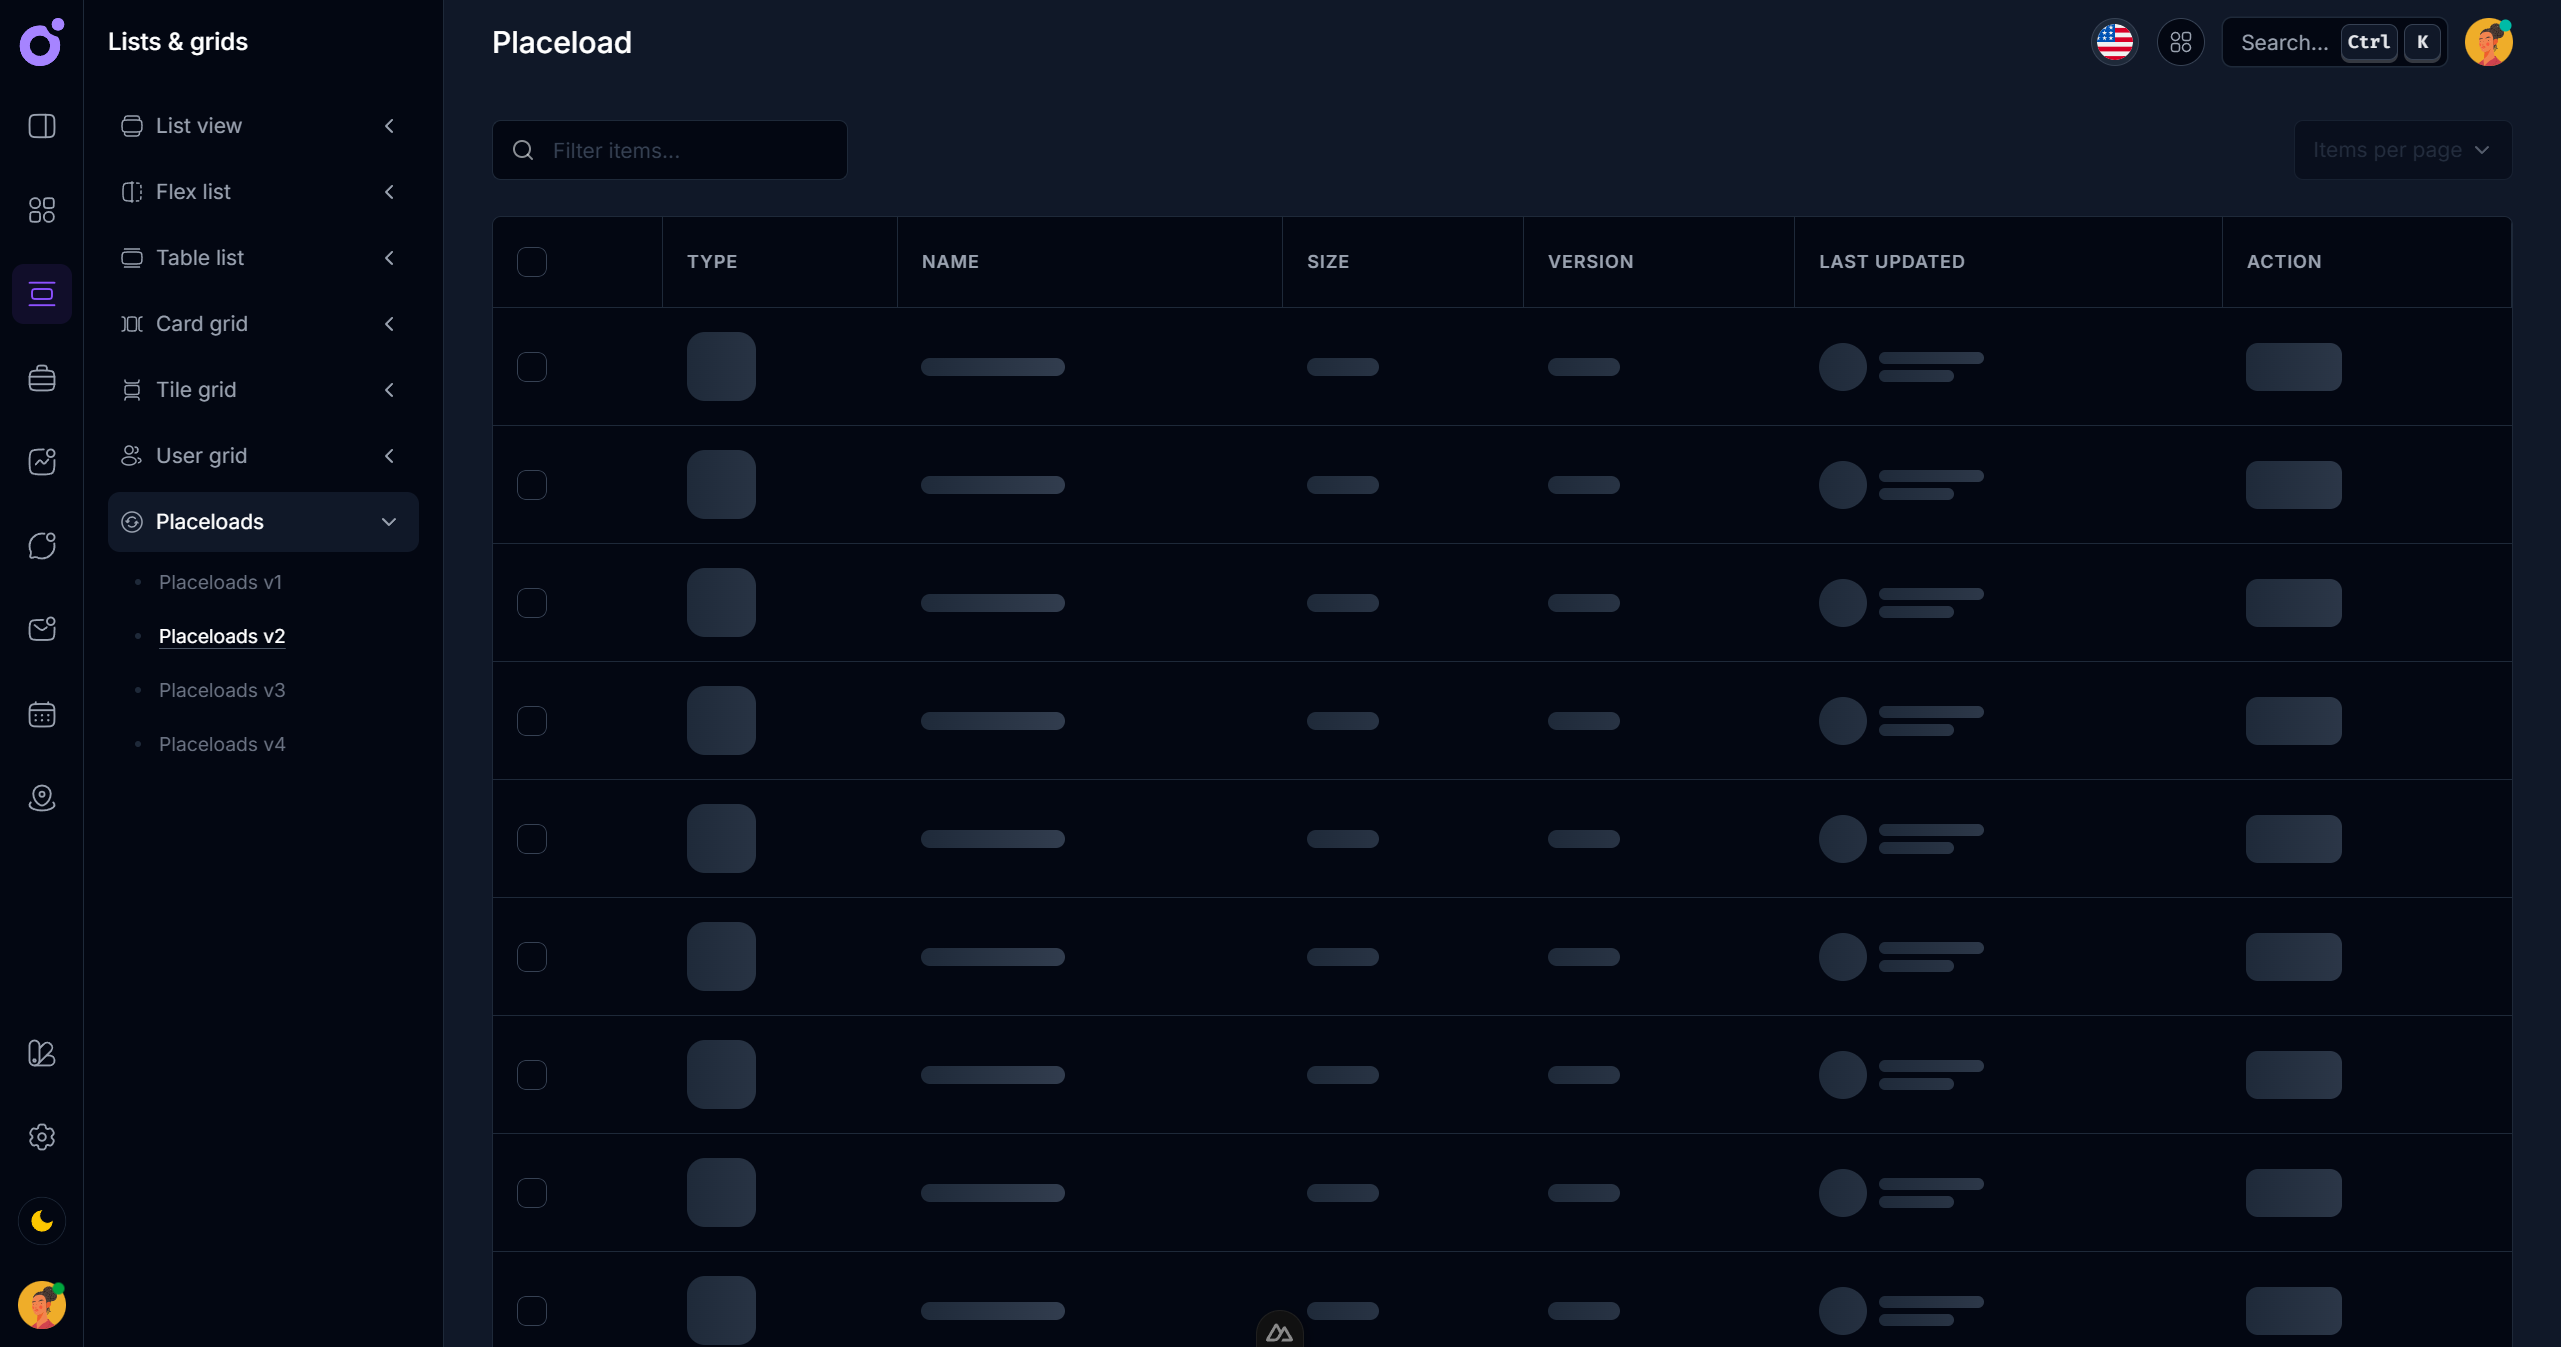 Lists & grids
List view
Flex list
Table list
Card grid
Tile grid
User grid
Placeloads
Placeloads v1
Placeloads v2
Placeloads v3
Placeloads v4
Placeload
Search... Ctrl K
Filter items...
Items per page
TYPE NAME SIZE VERSION LAST UPDATED ACTION